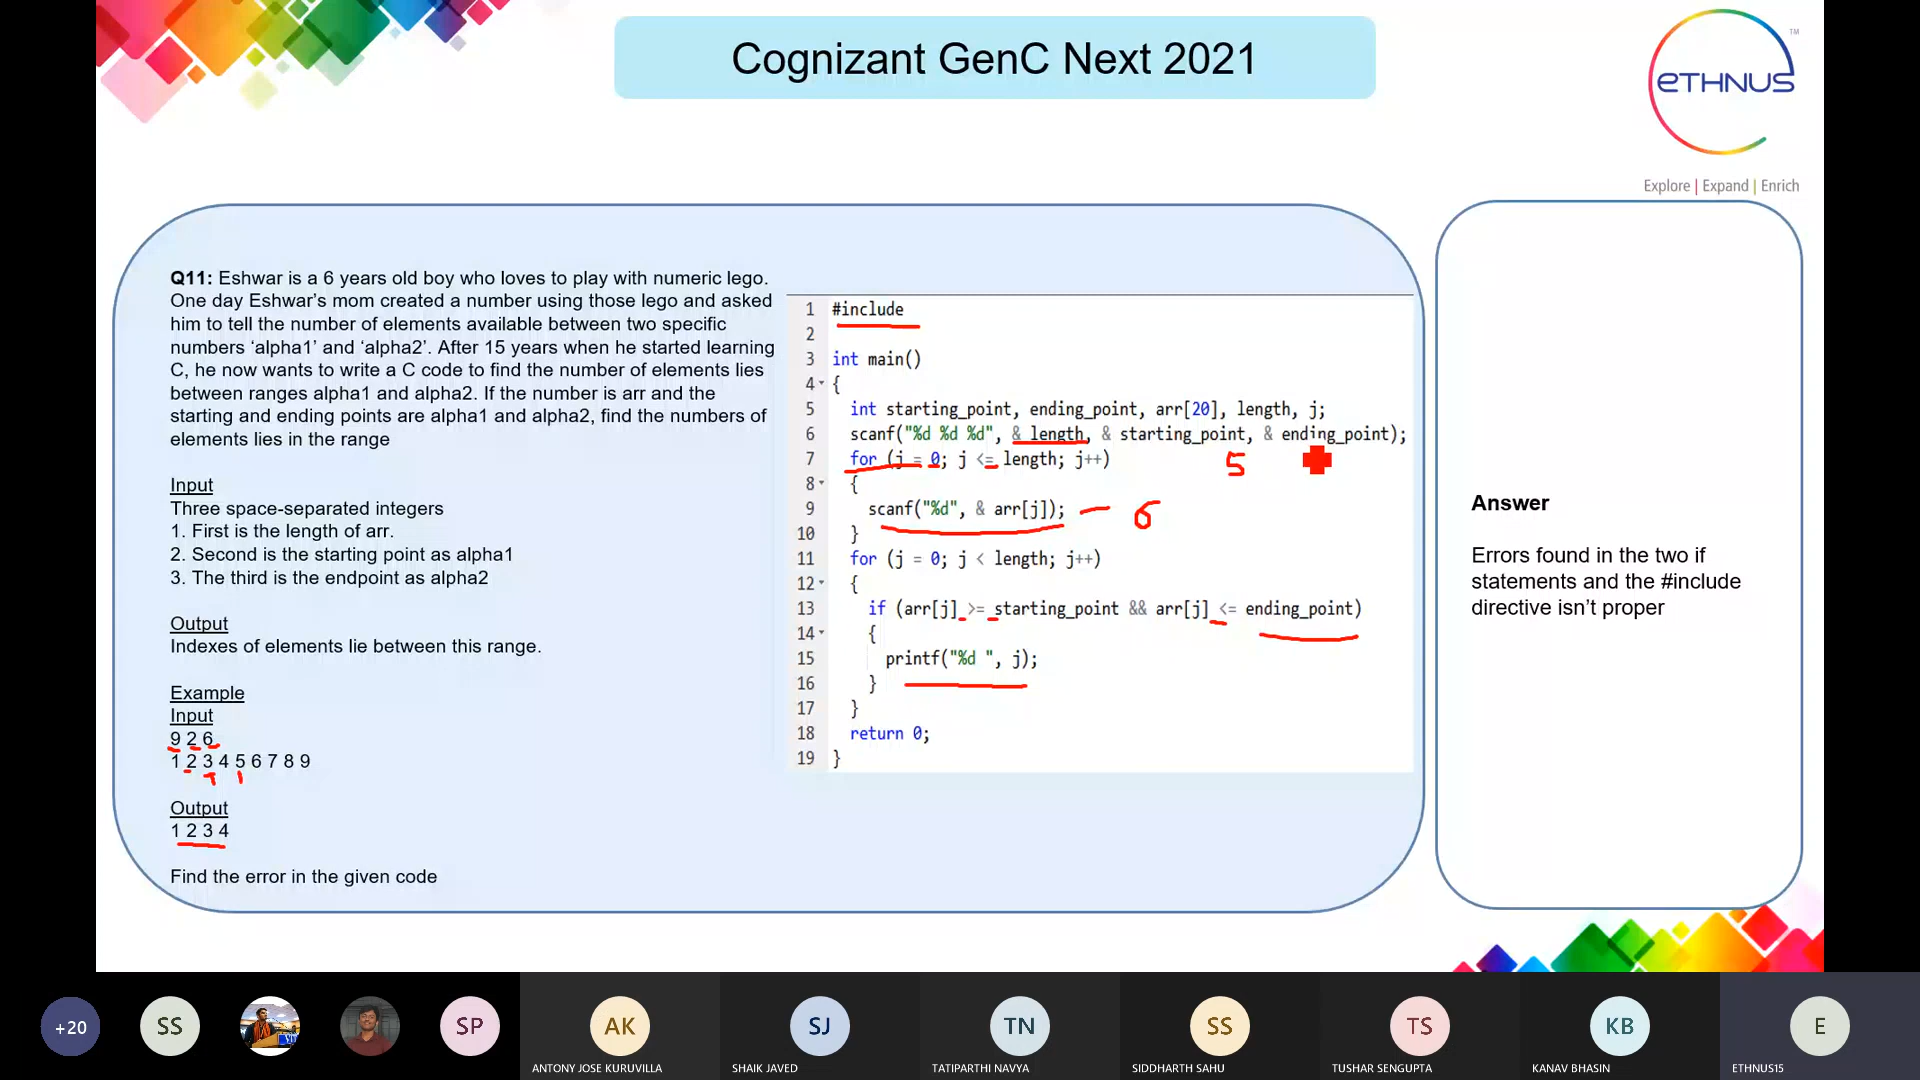 Cognizant GenC Next 2021
eTHNUS
TM
Explore | Expand | Enrich
Q11: Eshwar is a 6 years old boy who loves to play with numeric lego.
One day Eshwar's mom created a number using those lego and asked
him to tell the number of elements available between two specific
numbers ‘alpha1’ and ‘alpha2’. After 15 years when he started learning
C, he now wants to write a C code to find the number of elements lies
between ranges alpha1 and alpha2. If the number is arr and the
starting and ending points are alpha1 and alpha2, find the numbers of
elements lies in the range
Input
Three space-separated integers
1. First is the length of arr.
2. Second is the starting point as alpha1
3. The third is the endpoint as alpha2
Output
Indexes of elements lie between this range.
Example
Input
9 2 6
1 2 3 4 5 6 7 8 9
Output
1 2 3 4
Find the error in the given code
1 #include
2
3 int main()
4 {
5 int starting_point, ending_point, arr[20], length, j;
6 scanf("%d %d %d", & length, & starting_point, & ending_point);
7 for (j = 0; j <= length; j++)
5
8 {
9 scanf("%d", & arr[j]); — 6
10 }
11 for (j = 0; j < length; j++)
12 {
13 if (arr[j] >= starting_point && arr[j] <= ending_point)
14 {
15 printf("%d ", j);
16 }
17 }
18 return 0;
19 }
Answer
Errors found in the two if
statements and the #include
directive isn't proper
+20
SS
SP
AK
SJ
TN
SS
TS
KB
E
ANTONY JOSE KURUVILLA
SHAIK JAVED
TATIPARTHI NAVYA
SIDDHARTH SAHU
TUSHAR SENGUPTA
KANAV BHASIN
ETHNUS15